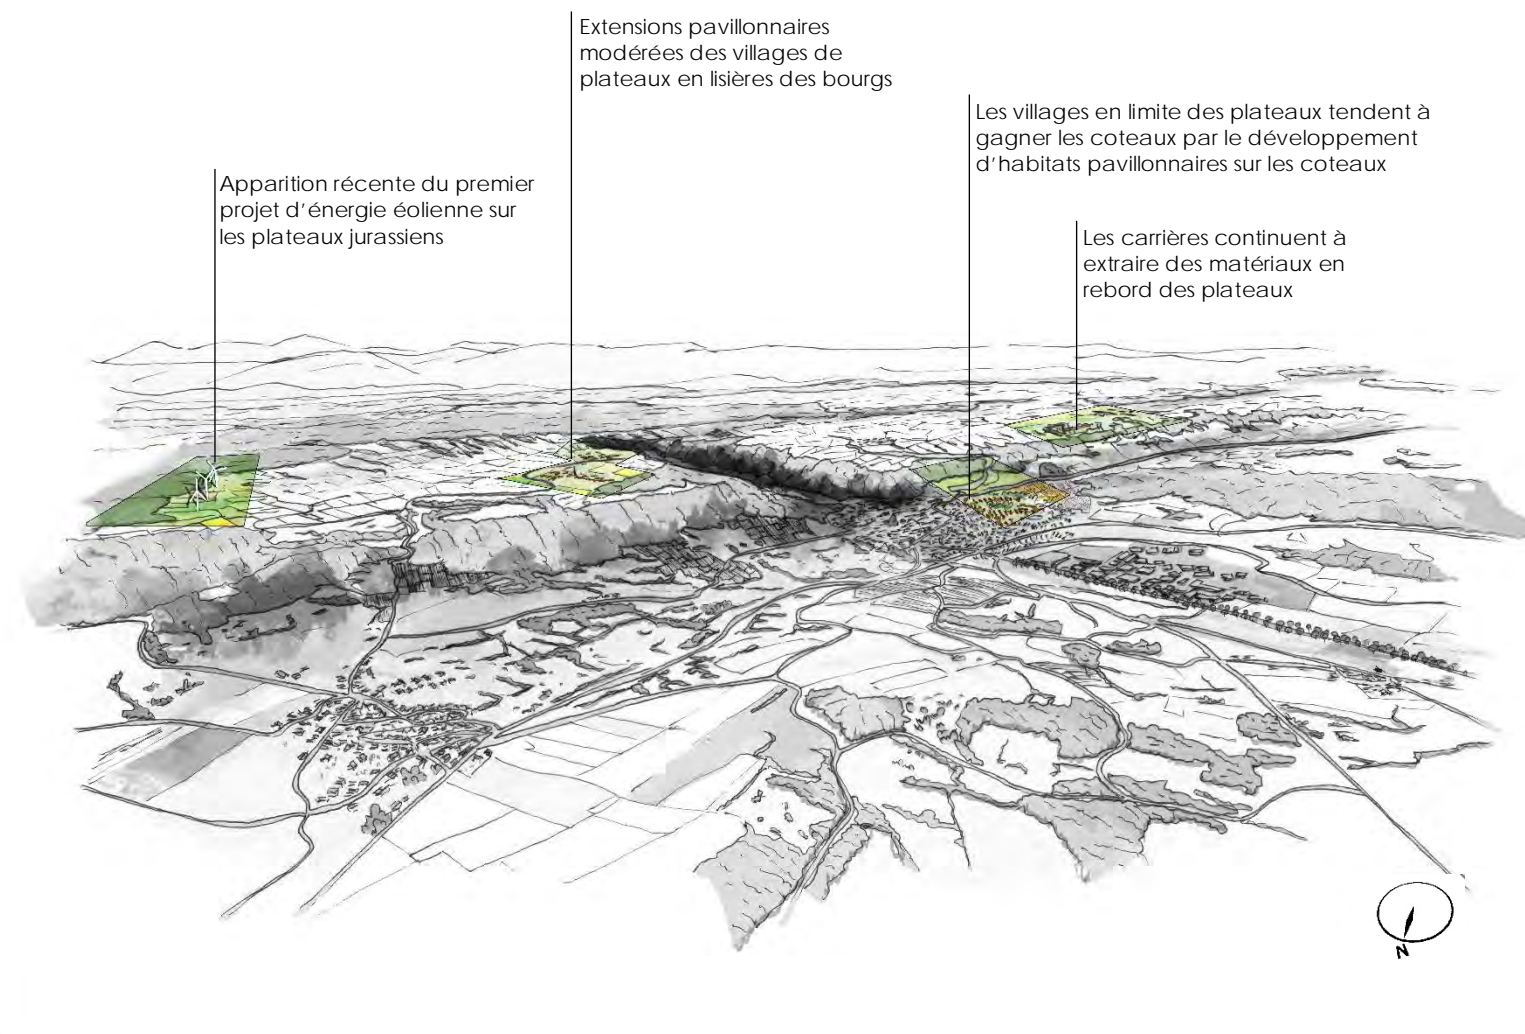 Extensions pavillonnaires
modérées des villages de
plateaux en lisières des bourgs
Les villages en limite des plateaux tendent à
gagner les coteaux par le développement
d'habitats pavillonnaires sur les coteaux
Apparition récente du premier
projet d'énergie éolienne sur
les plateaux jurassiens
Les carrières continuent à
extraire des matériaux en
rebord des plateaux
N